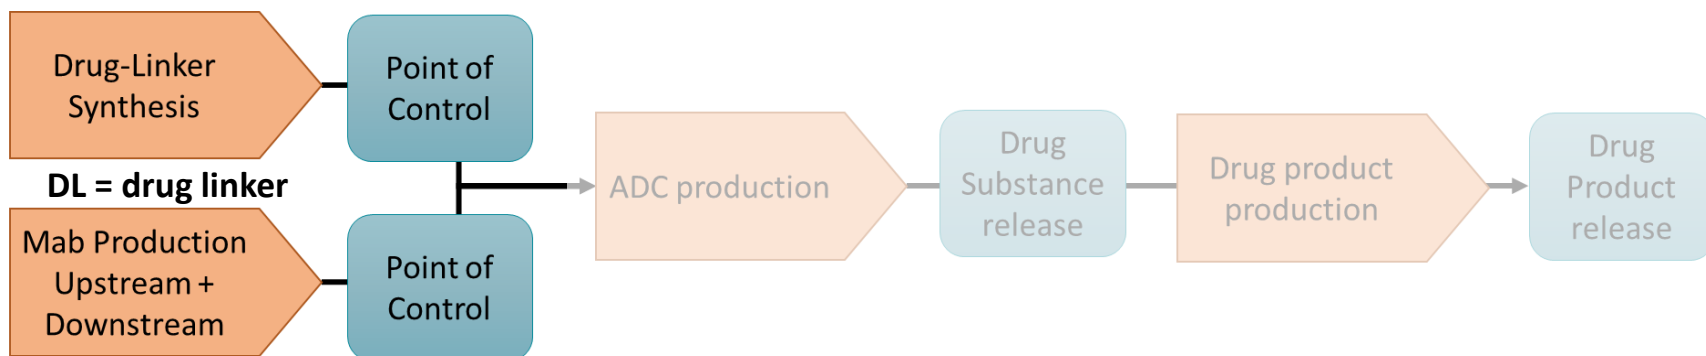 Drug-Linker
Synthesis
Point of
Control
DL = drug linker
Mab Production
Upstream +
Downstream
Point of
Control
ADC production
Drug
Substance
release
Drug product
production
Drug
Product
release